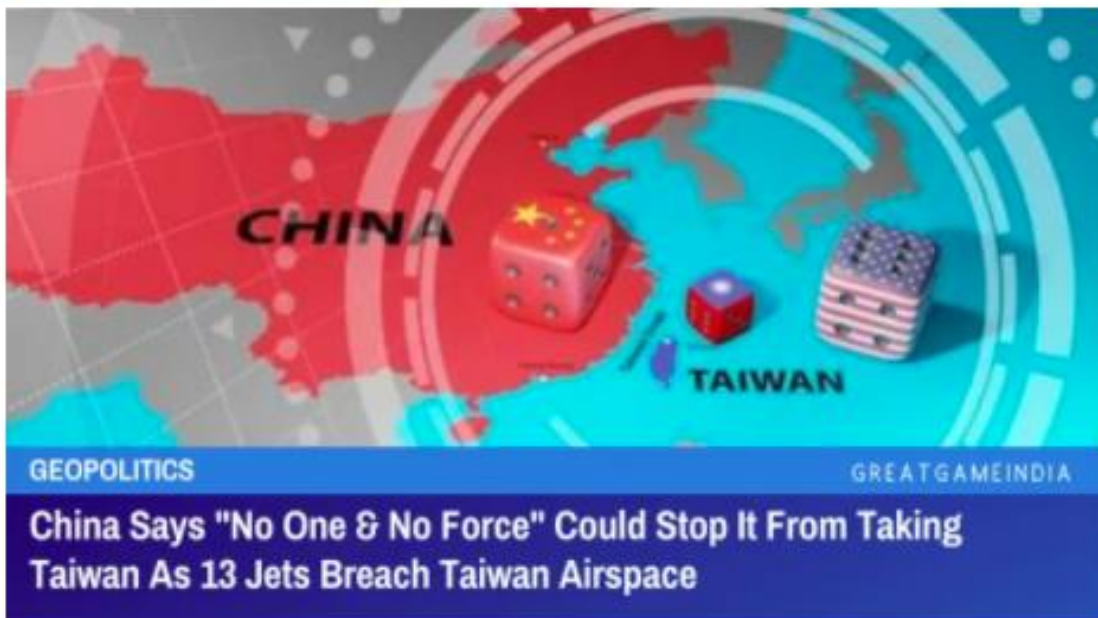 CHINA
TAIWAN
GEOPOLITICS
GREATGAMEINDIA
China Says "No One & No Force" Could Stop It From Taking
Taiwan As 13 Jets Breach Taiwan Airspace